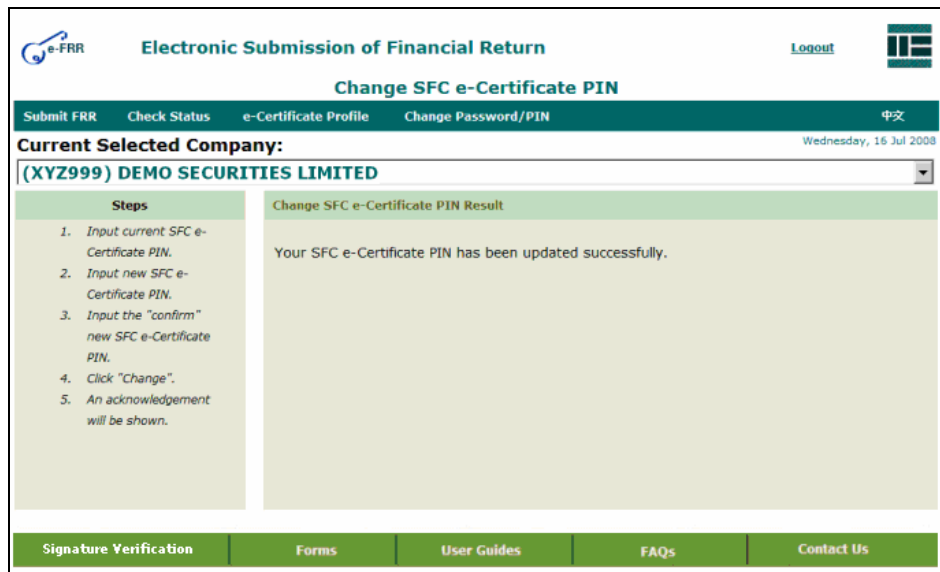 e-FRR
Electronic Submission of Financial Return
Logout
Change SFC e-Certificate PIN
Submit FRR Check Status e-Certificate Profile Change Password/PIN 中文
Current Selected Company:
Wednesday, 16 Jul 2008
(XYZ999) DEMO SECURITIES LIMITED
Steps
1. Input current SFC e-
Certificate PIN.
2. Input new SFC e-
Certificate PIN.
3. Input the "confirm"
new SFC e-Certificate
PIN.
4. Click "Change".
5. An acknowledgement
will be shown.
Change SFC e-Certificate PIN Result
Your SFC e-Certificate PIN has been updated successfully.
Signature Verification Forms User Guides FAQs Contact Us